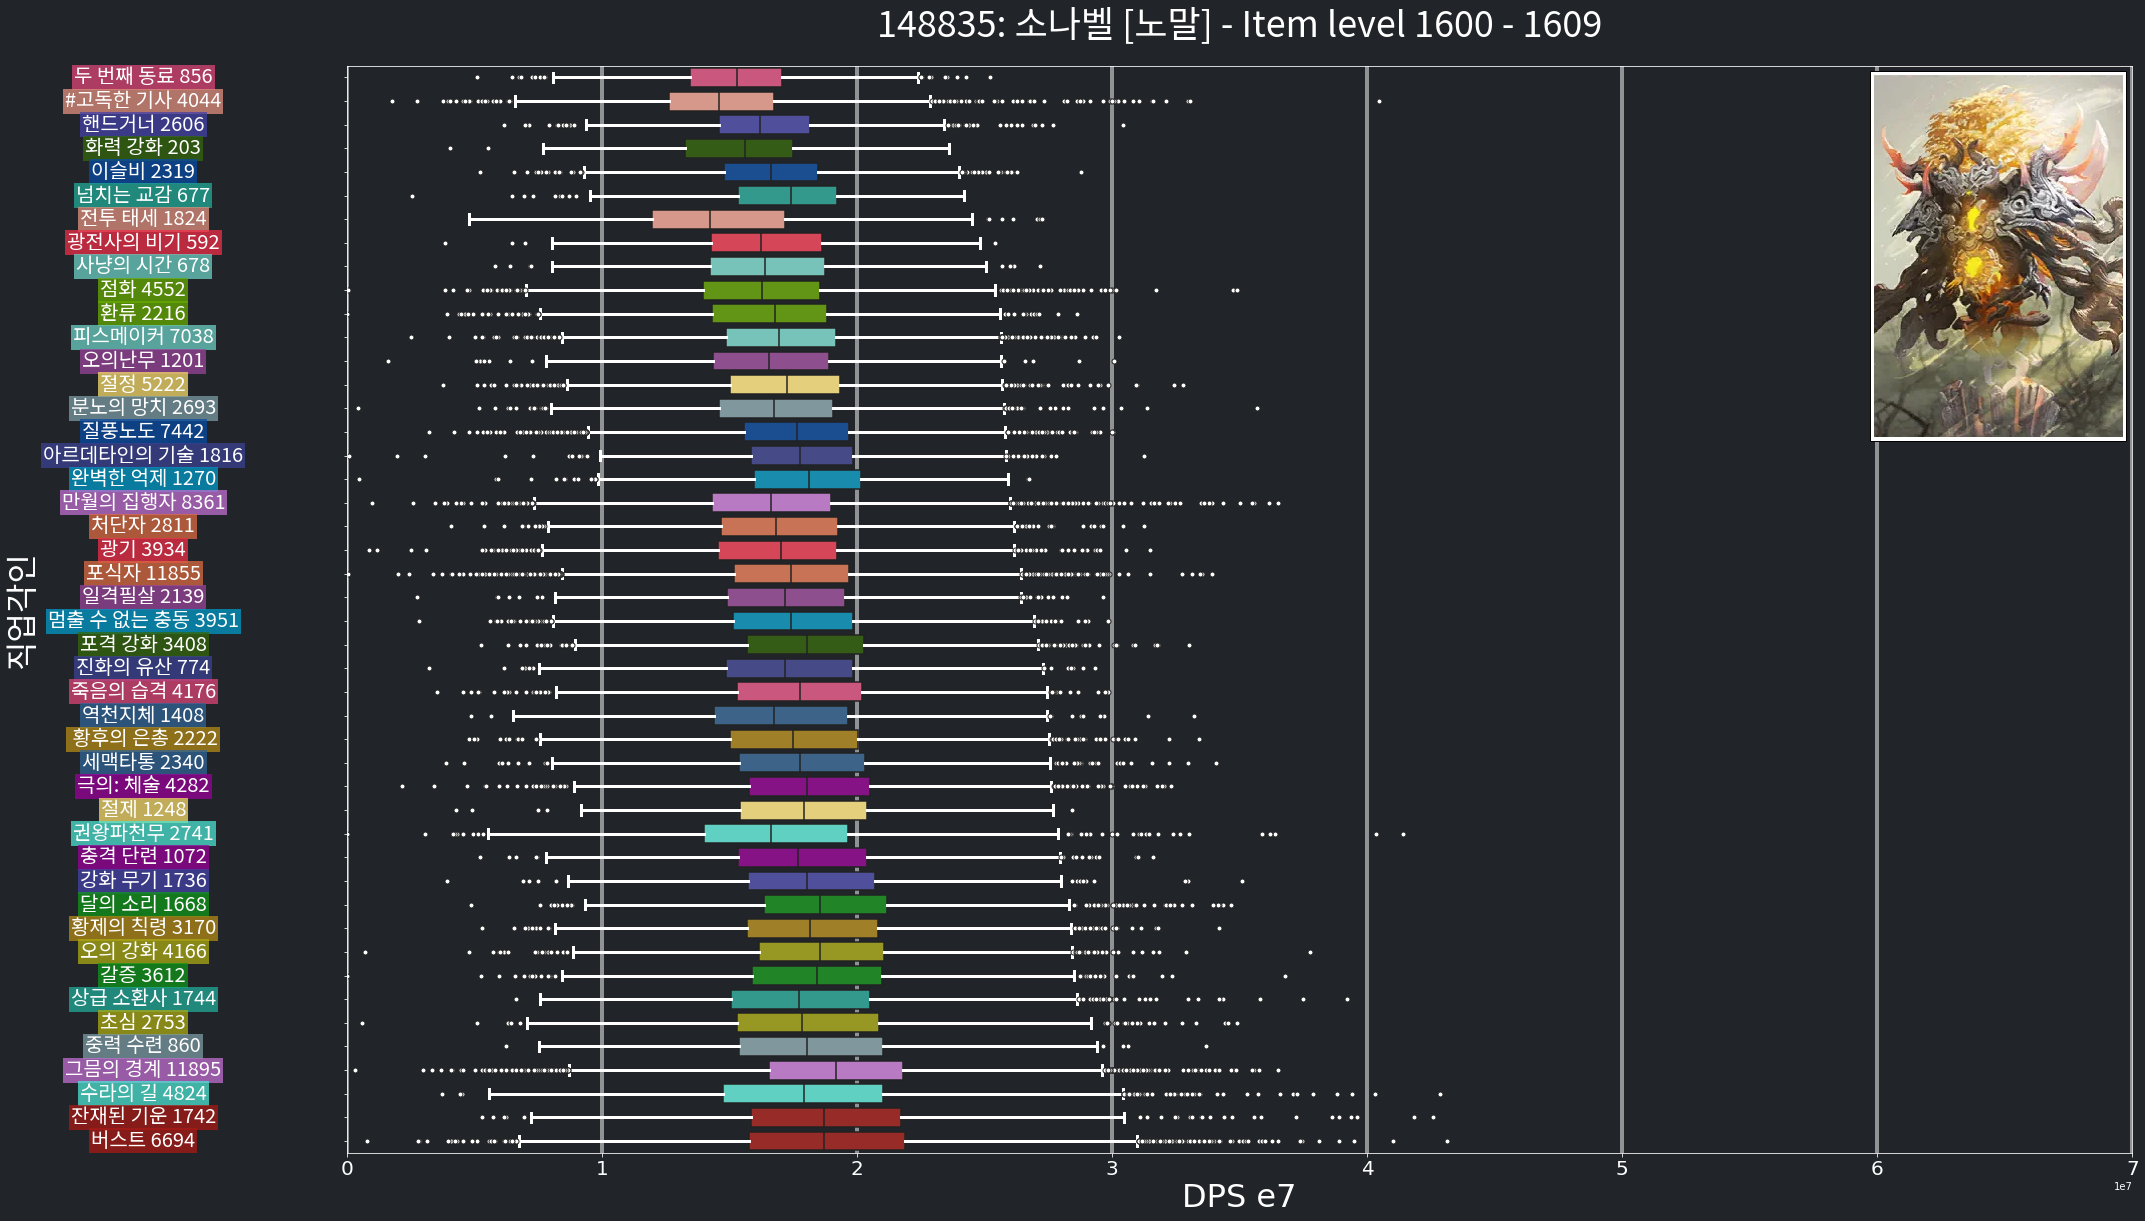 148835: 소나벨 [노말] - Item level 1600 - 1609
두 번째 동료 856
#고독한 기사 4044
핸드거너 2606
화력 강화 203
이슬비 2319
넘치는 교감 677
전투 태세 1824
광전사의 비기 592
사냥의 시간 678
점화 4552
환류 2216
피스메이커 7038
오의난무 1201
절정 5222
분노의 망치 2693
질풍노도 7442
아르데타인의 기술 1816
완벽한 억제 1270
만월의 집행자 8361
처단자 2811
광기 3934
포식자 11855
일격필살 2139
멈출 수 없는 충동 3951
포격 강화 3408
진화의 유산 774
죽음의 습격 4176
역천지체 1408
황후의 은총 2222
세맥타통 2340
극의: 체술 4282
절제 1248
권왕파천무 2741
충격 단련 1072
강화 무기 1736
달의 소리 1668
황제의 칙령 3170
오의 강화 4166
갈증 3612
상급 소환사 1744
초심 2753
중력 수련 860
그믐의 경계 11895
수라의 길 4824
잔재된 기운 1742
버스트 6694
직업각인
0 1 2 3 4 5 6 7
1e7
DPS e7